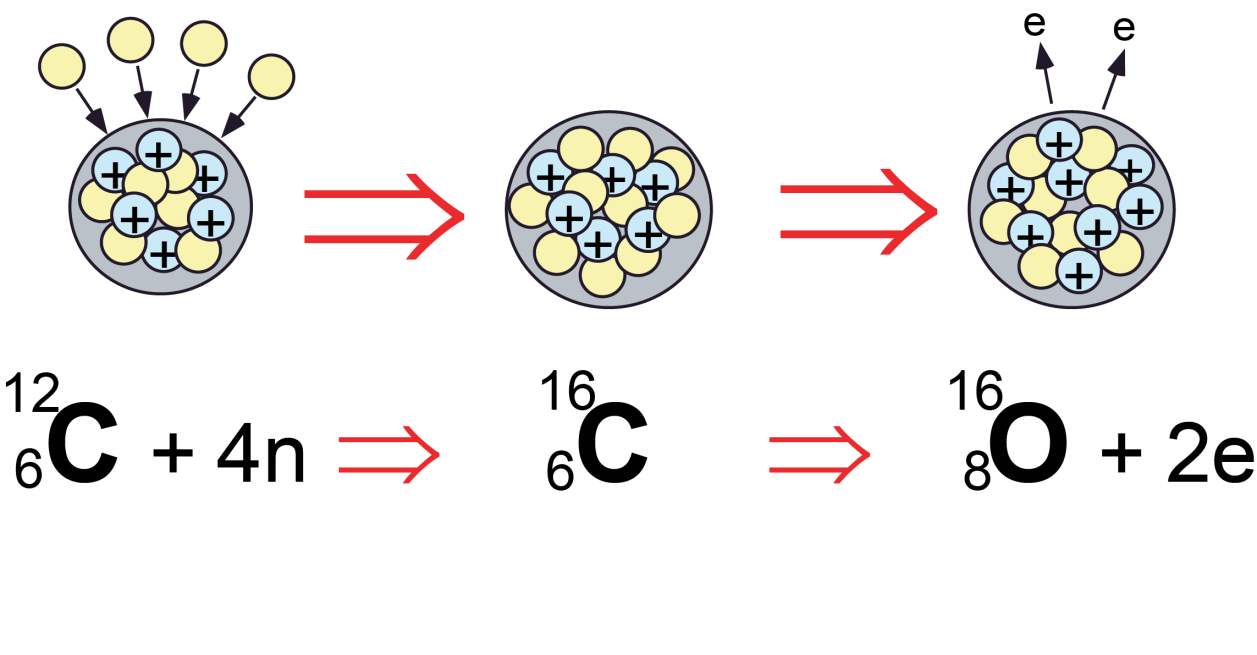 e e
+ + + + + +
+ + + + + +
+ + + + + + + +
12 6 C + 4n ⇒ 16 6 C ⇒ 16 8 O + 2e